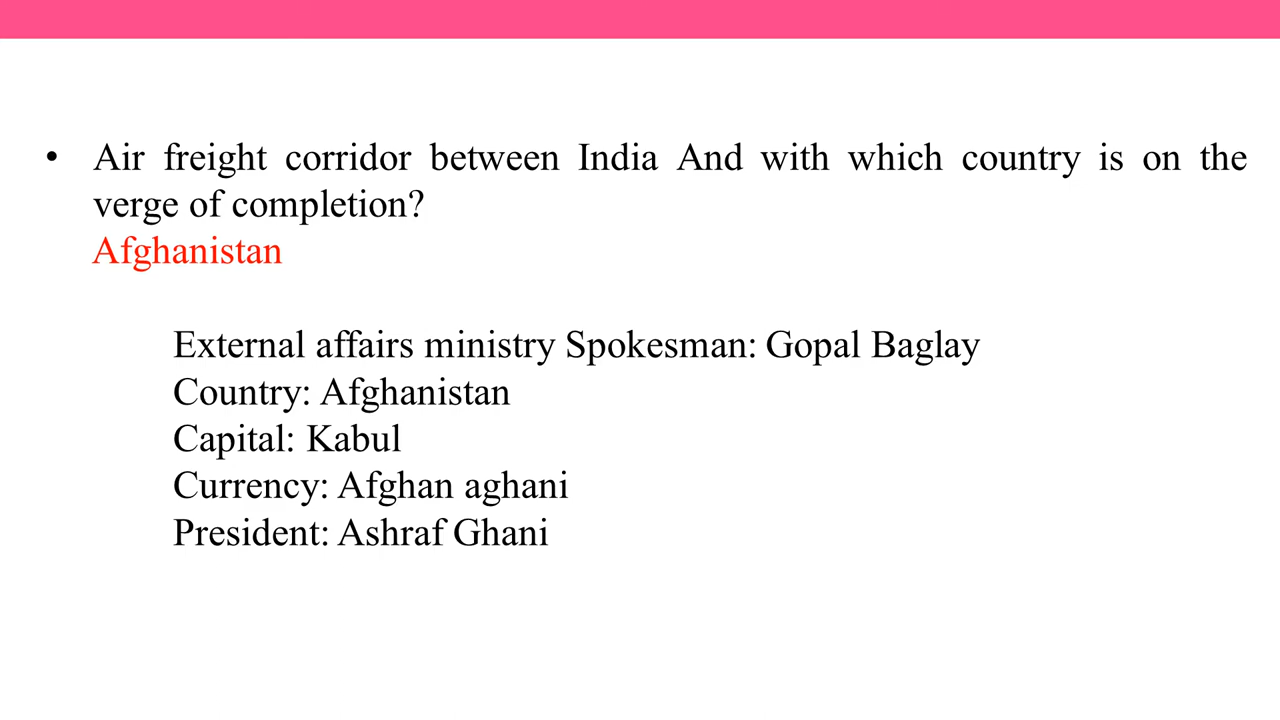 • Air freight corridor between India And with which country is on the
verge of completion?
Afghanistan
External affairs ministry Spokesman: Gopal Baglay
Country: Afghanistan
Capital: Kabul
Currency: Afghan aghani
President: Ashraf Ghani